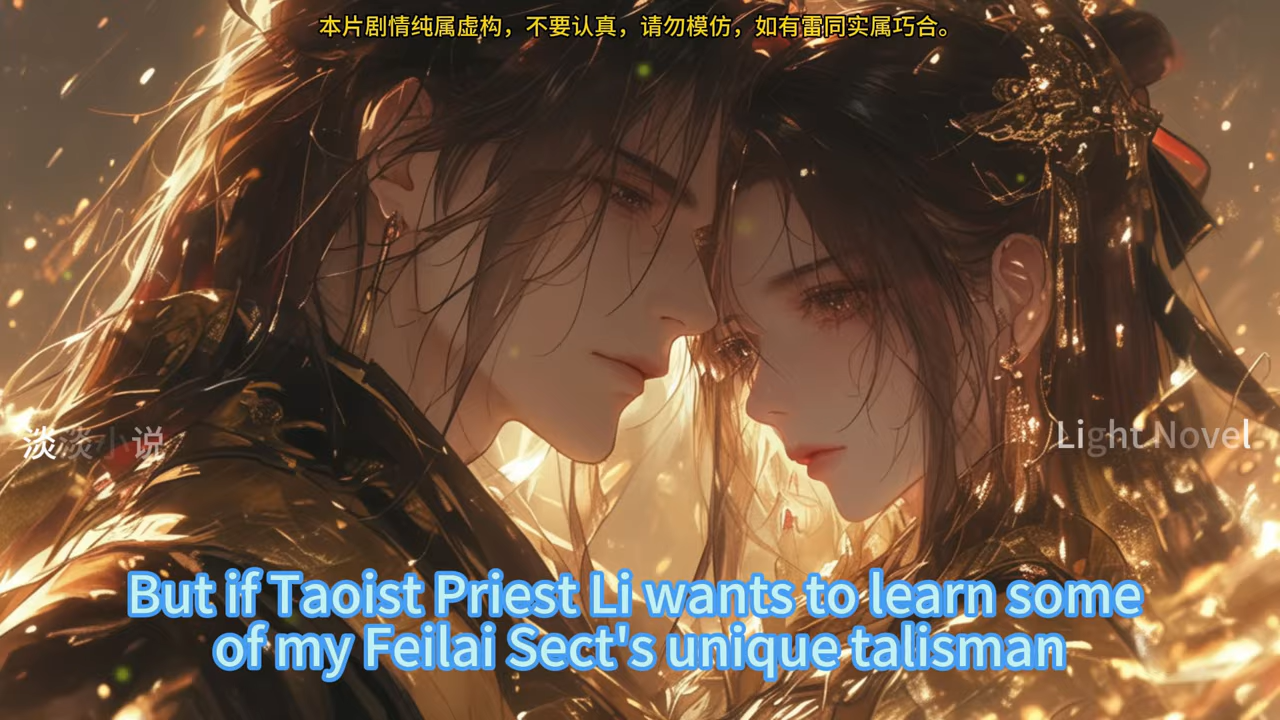 本片剧情纯属虚构，不要认真，请勿模仿，如有雷同实属巧合。
淡淡小说
Light Novel
But if Taoist Priest Li wants to learn some
of my Feilai Sect's unique talisman